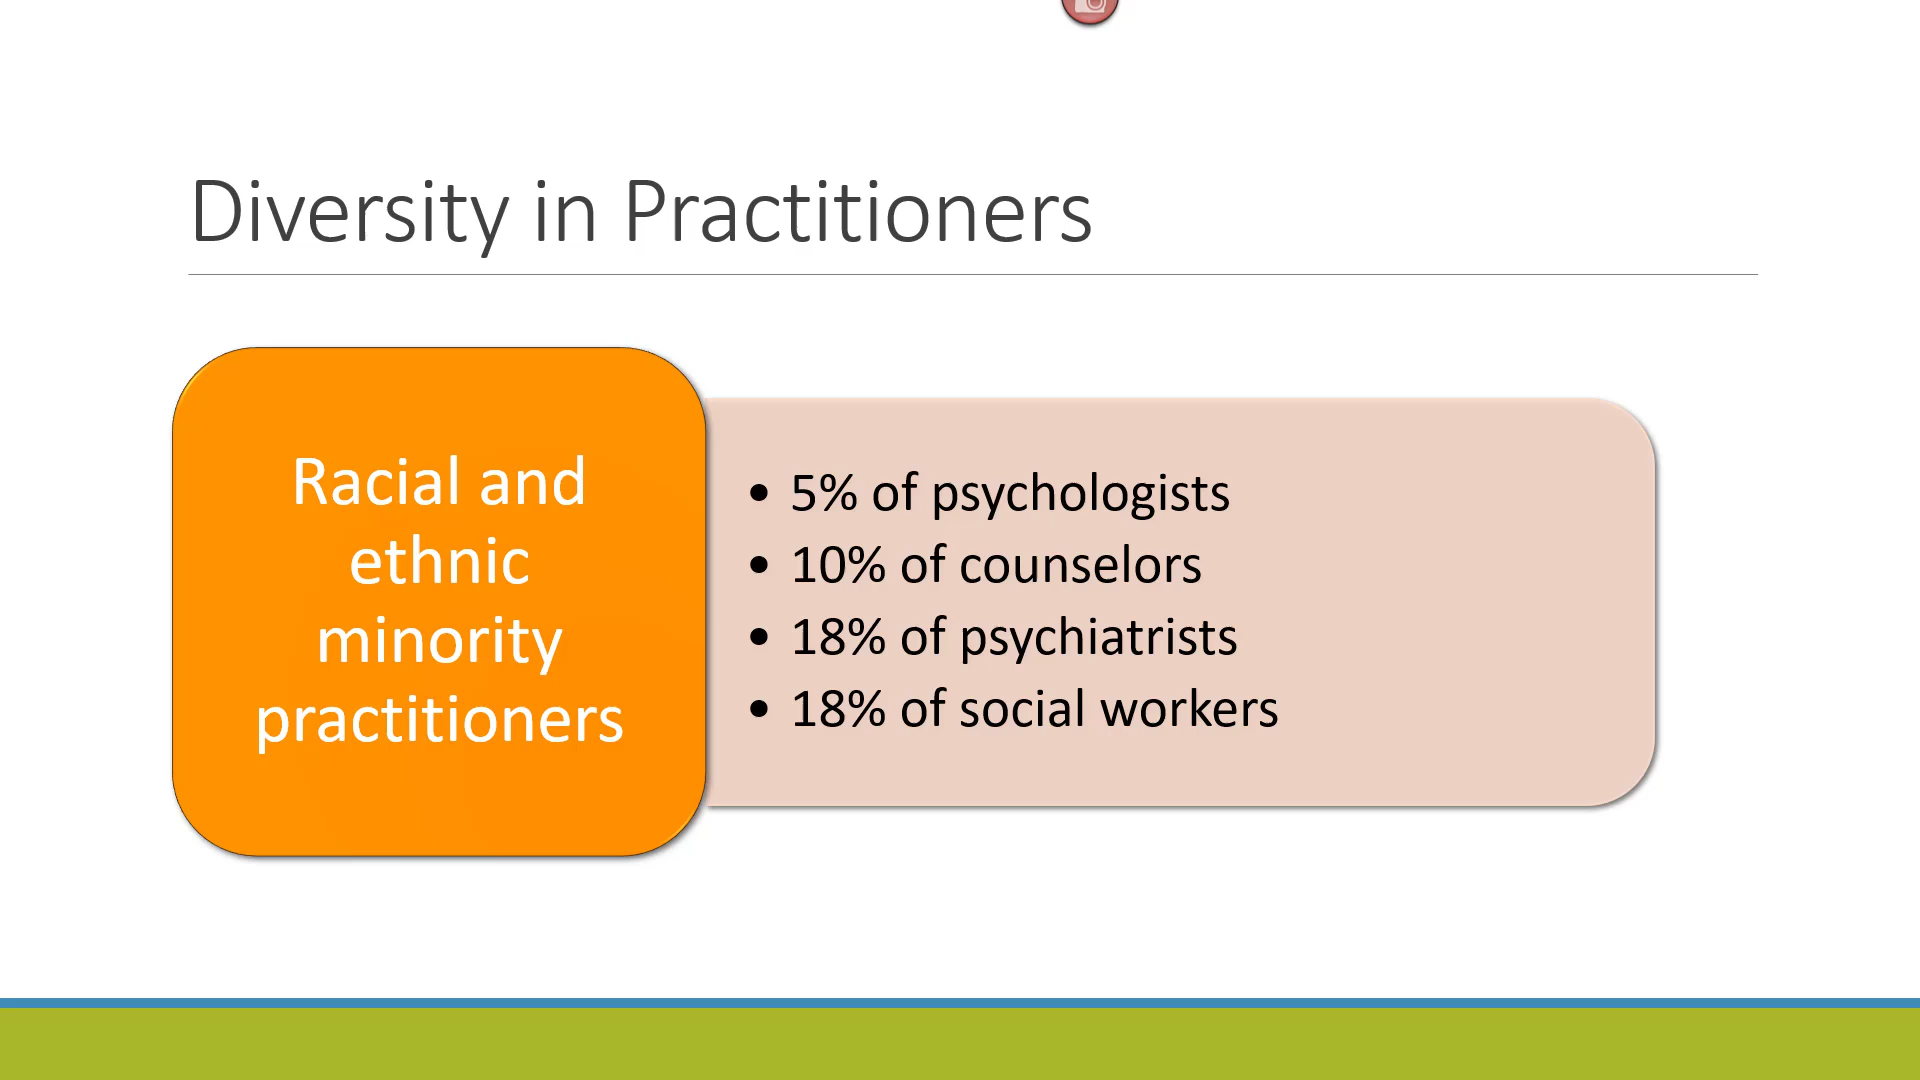 Diversity in Practitioners
Racial and
ethnic
minority
practitioners
• 5% of psychologists
• 10% of counselors
• 18% of psychiatrists
• 18% of social workers